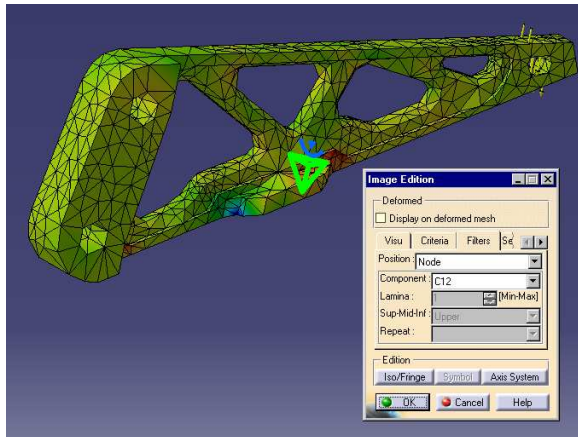 Image Edition
Deformed
Display on deformed mesh
Visu Criteria Filters Se
Position : Node
Component : C12
Lamina : 1 [Min-Max]
Sup-Mid-Inf : Upper
Repeat :
Edition
Iso/Fringe Symbol Axis System
OK Cancel Help